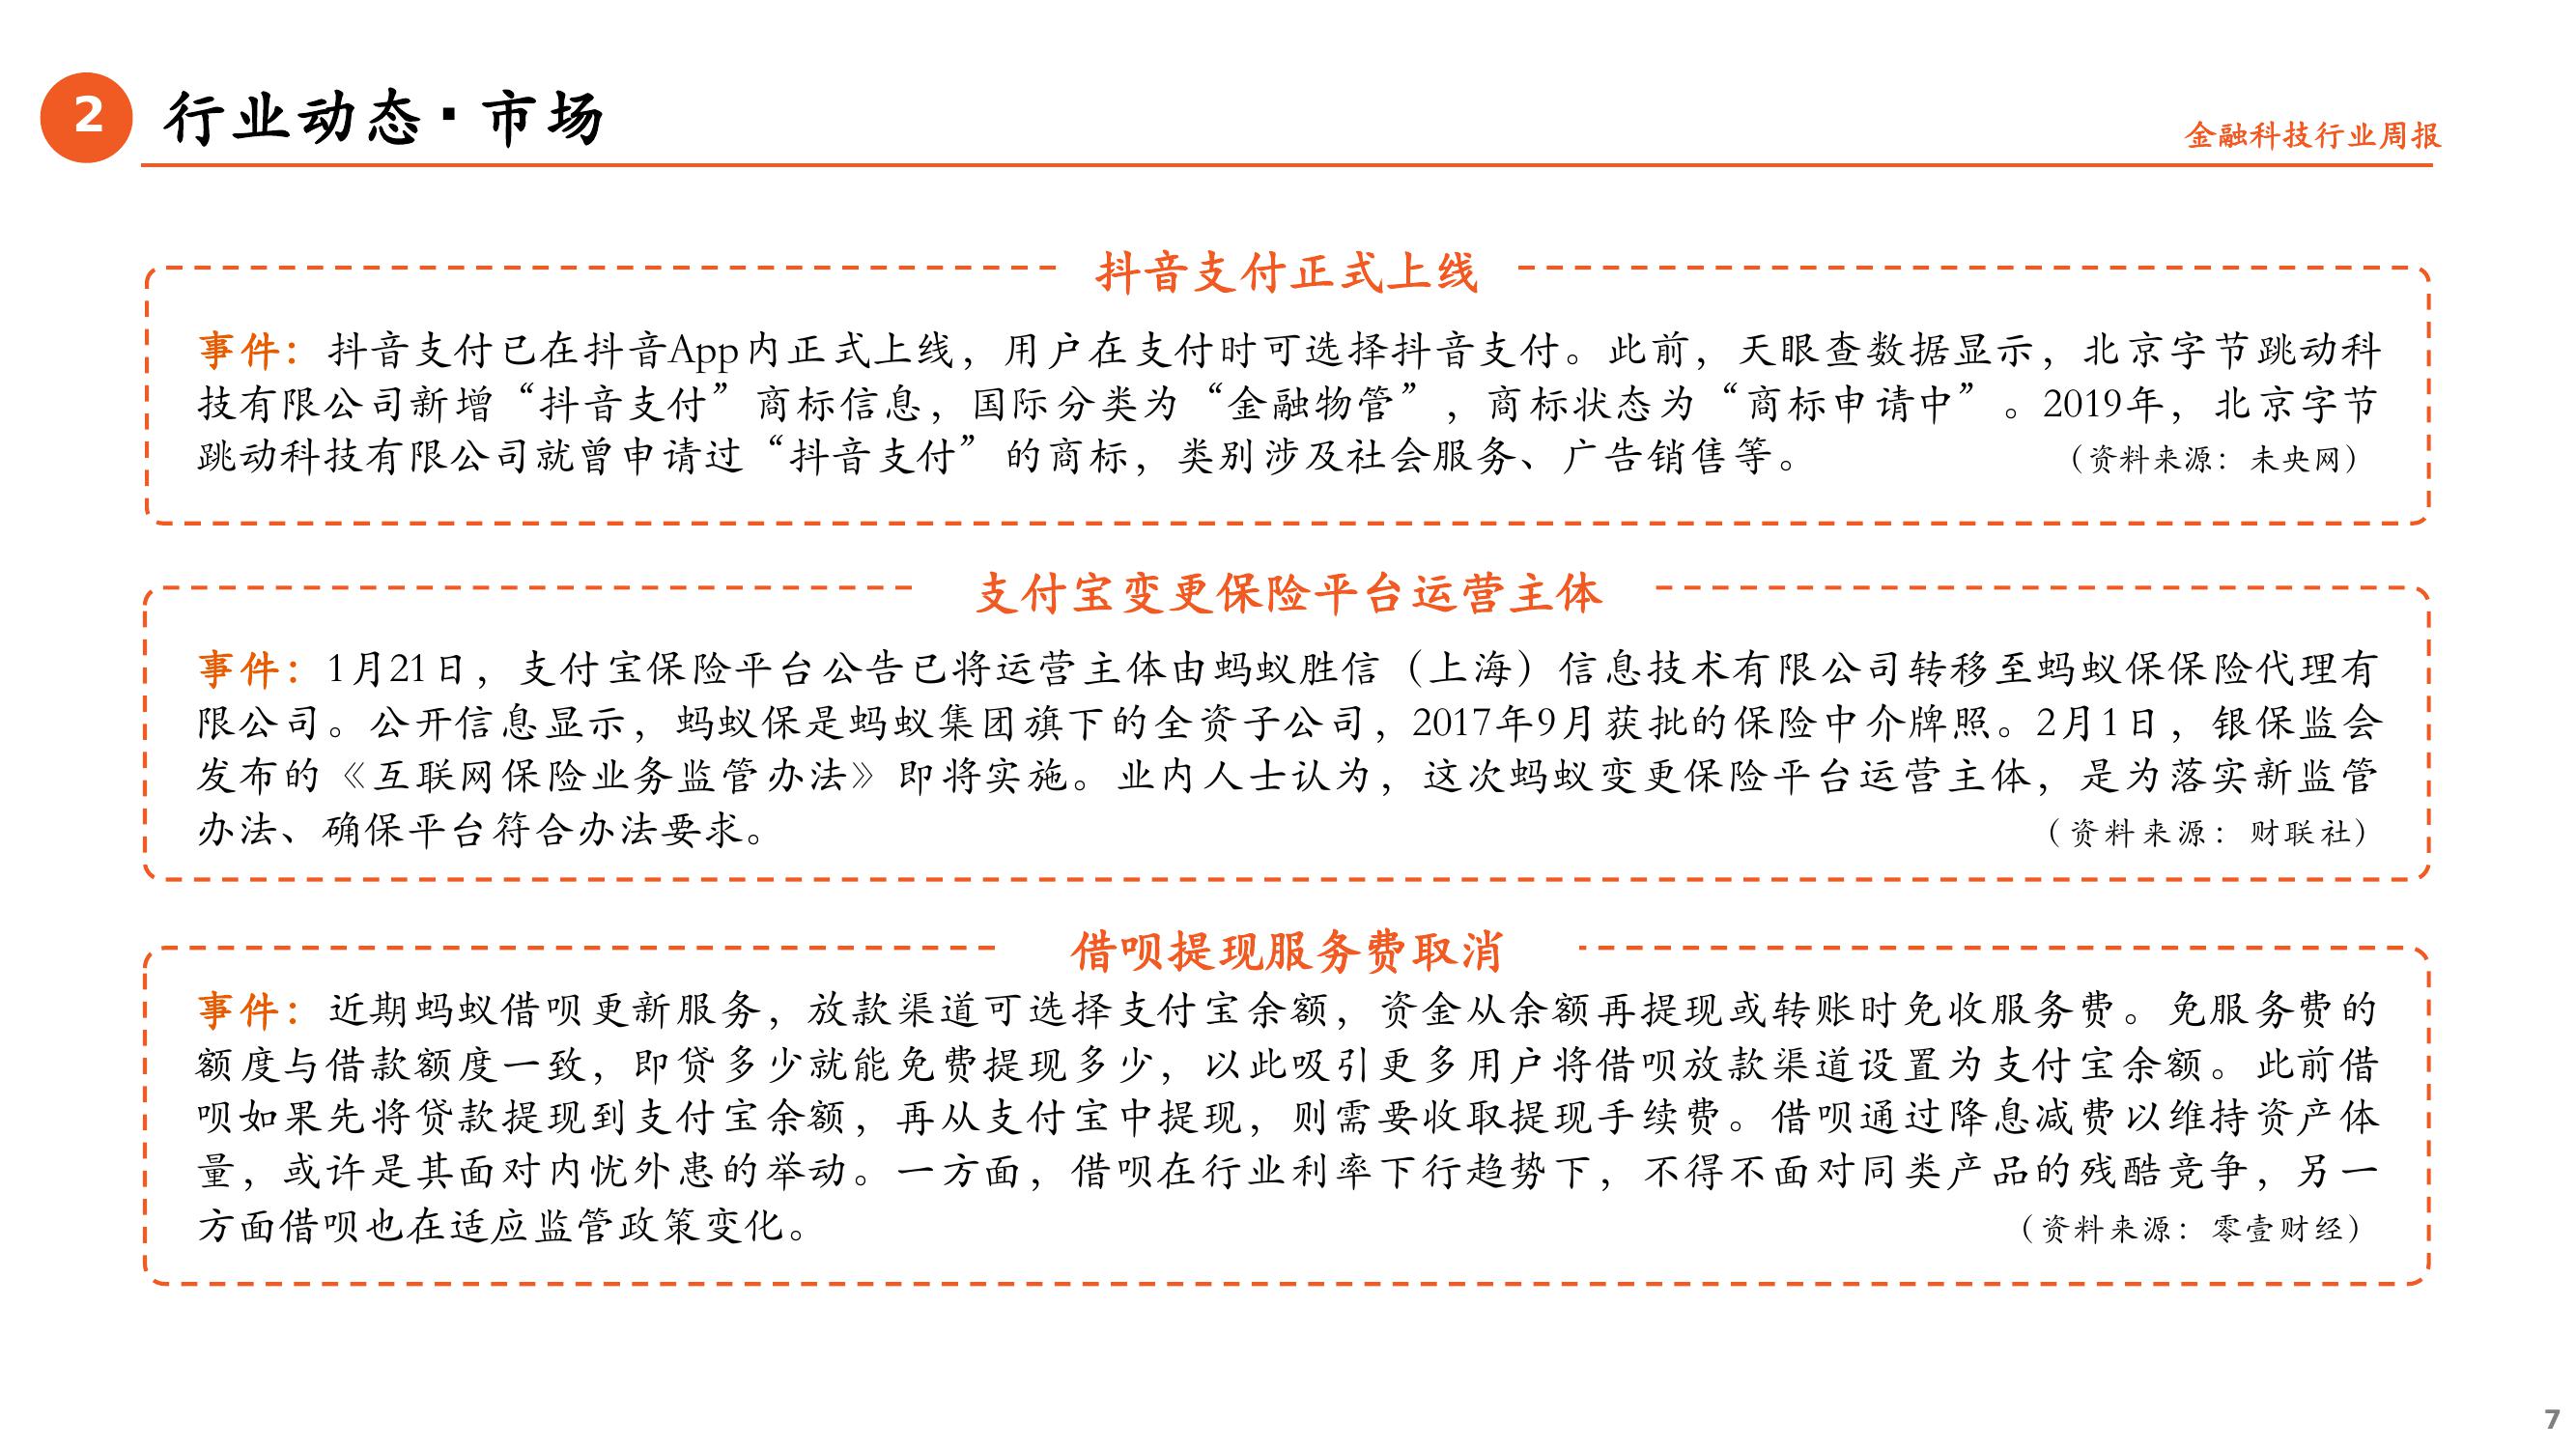 2
行业动态·市场
金融科技行业周报
抖音支付正式上线
事件：抖音支付已在抖音App内正式上线，用户在支付时可选择抖音支付。此前，天眼查数据显示，北京字节跳动科
技有限公司新增“抖音支付”商标信息，国际分类为“金融物管”，商标状态为“商标申请中”。2019年，北京字节
跳动科技有限公司就曾申请过“抖音支付”的商标，类别涉及社会服务、广告销售等。（资料来源：未央网）
支付宝变更保险平台运营主体
事件：1月21日，支付宝保险平台公告已将运营主体由蚂蚁胜信（上海）信息技术有限公司转移至蚂蚁保保险代理有
限公司。公开信息显示，蚂蚁保是蚂蚁集团旗下的全资子公司，2017年9月获批的保险中介牌照。2月1日，银保监会
发布的《互联网保险业务监管办法》即将实施。业内人士认为，这次蚂蚁变更保险平台运营主体，是为落实新监管
办法、确保平台符合办法要求。（资料来源：财联社）
借呗提现服务费取消
事件：近期蚂蚁借呗更新服务，放款渠道可选择支付宝余额，资金从余额再提现或转账时免收服务费。免服务费的
额度与借款额度一致，即贷多少就能免费提现多少，以此吸引更多用户将借呗放款渠道设置为支付宝余额。此前借
呗如果先将贷款提现到支付宝余额，再从支付宝中提现，则需要收取提现手续费。借呗通过降息减费以维持资产体
量，或许是其面对内忧外患的举动。一方面，借呗在行业利率下行趋势下，不得不面对同类产品的残酷竞争，另一
方面借呗也在适应监管政策变化。（资料来源：零壹财经）
7